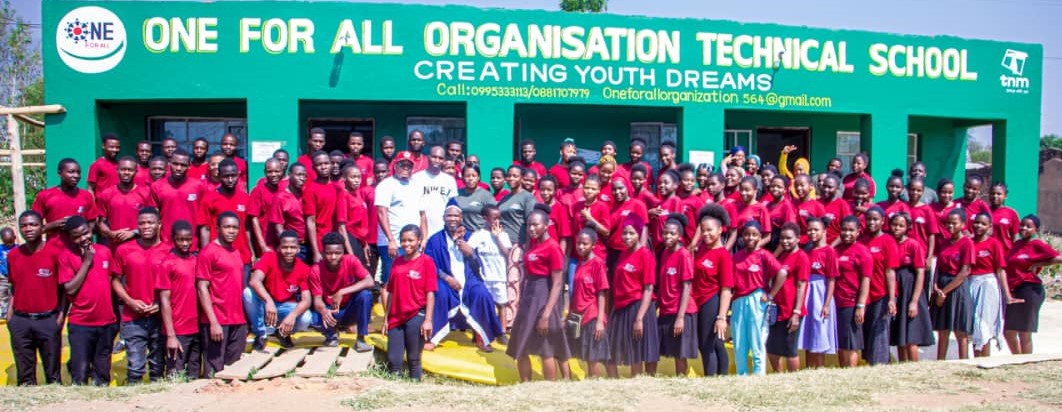 ONE
FOR ALL
ONE FOR ALL ORGANISATION TECHNICAL SCHOOL
CREATING YOUTH DREAMS
Call:0995333113/0881707979 Oneforallorganization 564@gmail.com
tnm
NIKE